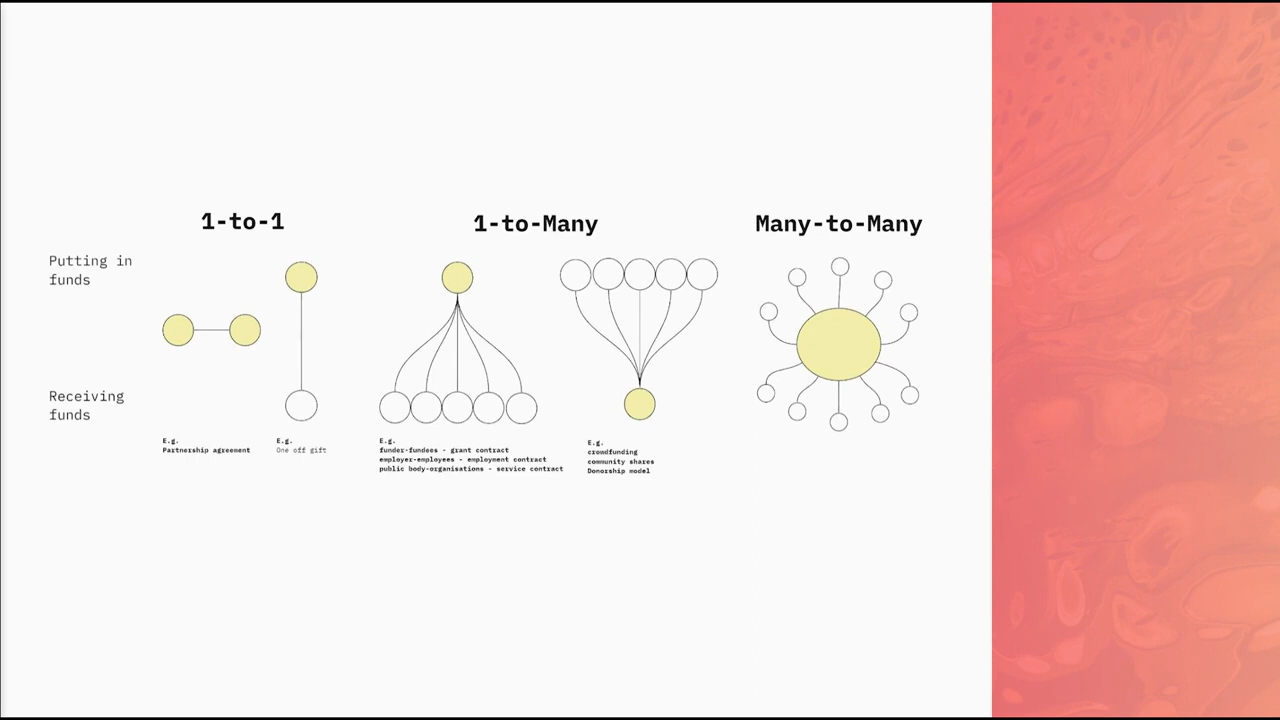 1-to-1
1-to-Many
Many-to-Many
Putting in
funds
Receiving
funds
E.g.
Partnership agreement
E.g.
One off gift
E.g.
funder-fundees - grant contract
employer-employees - employment contract
public body-organisations - service contract
E.g.
crowdfunding
community shares
Donorship model